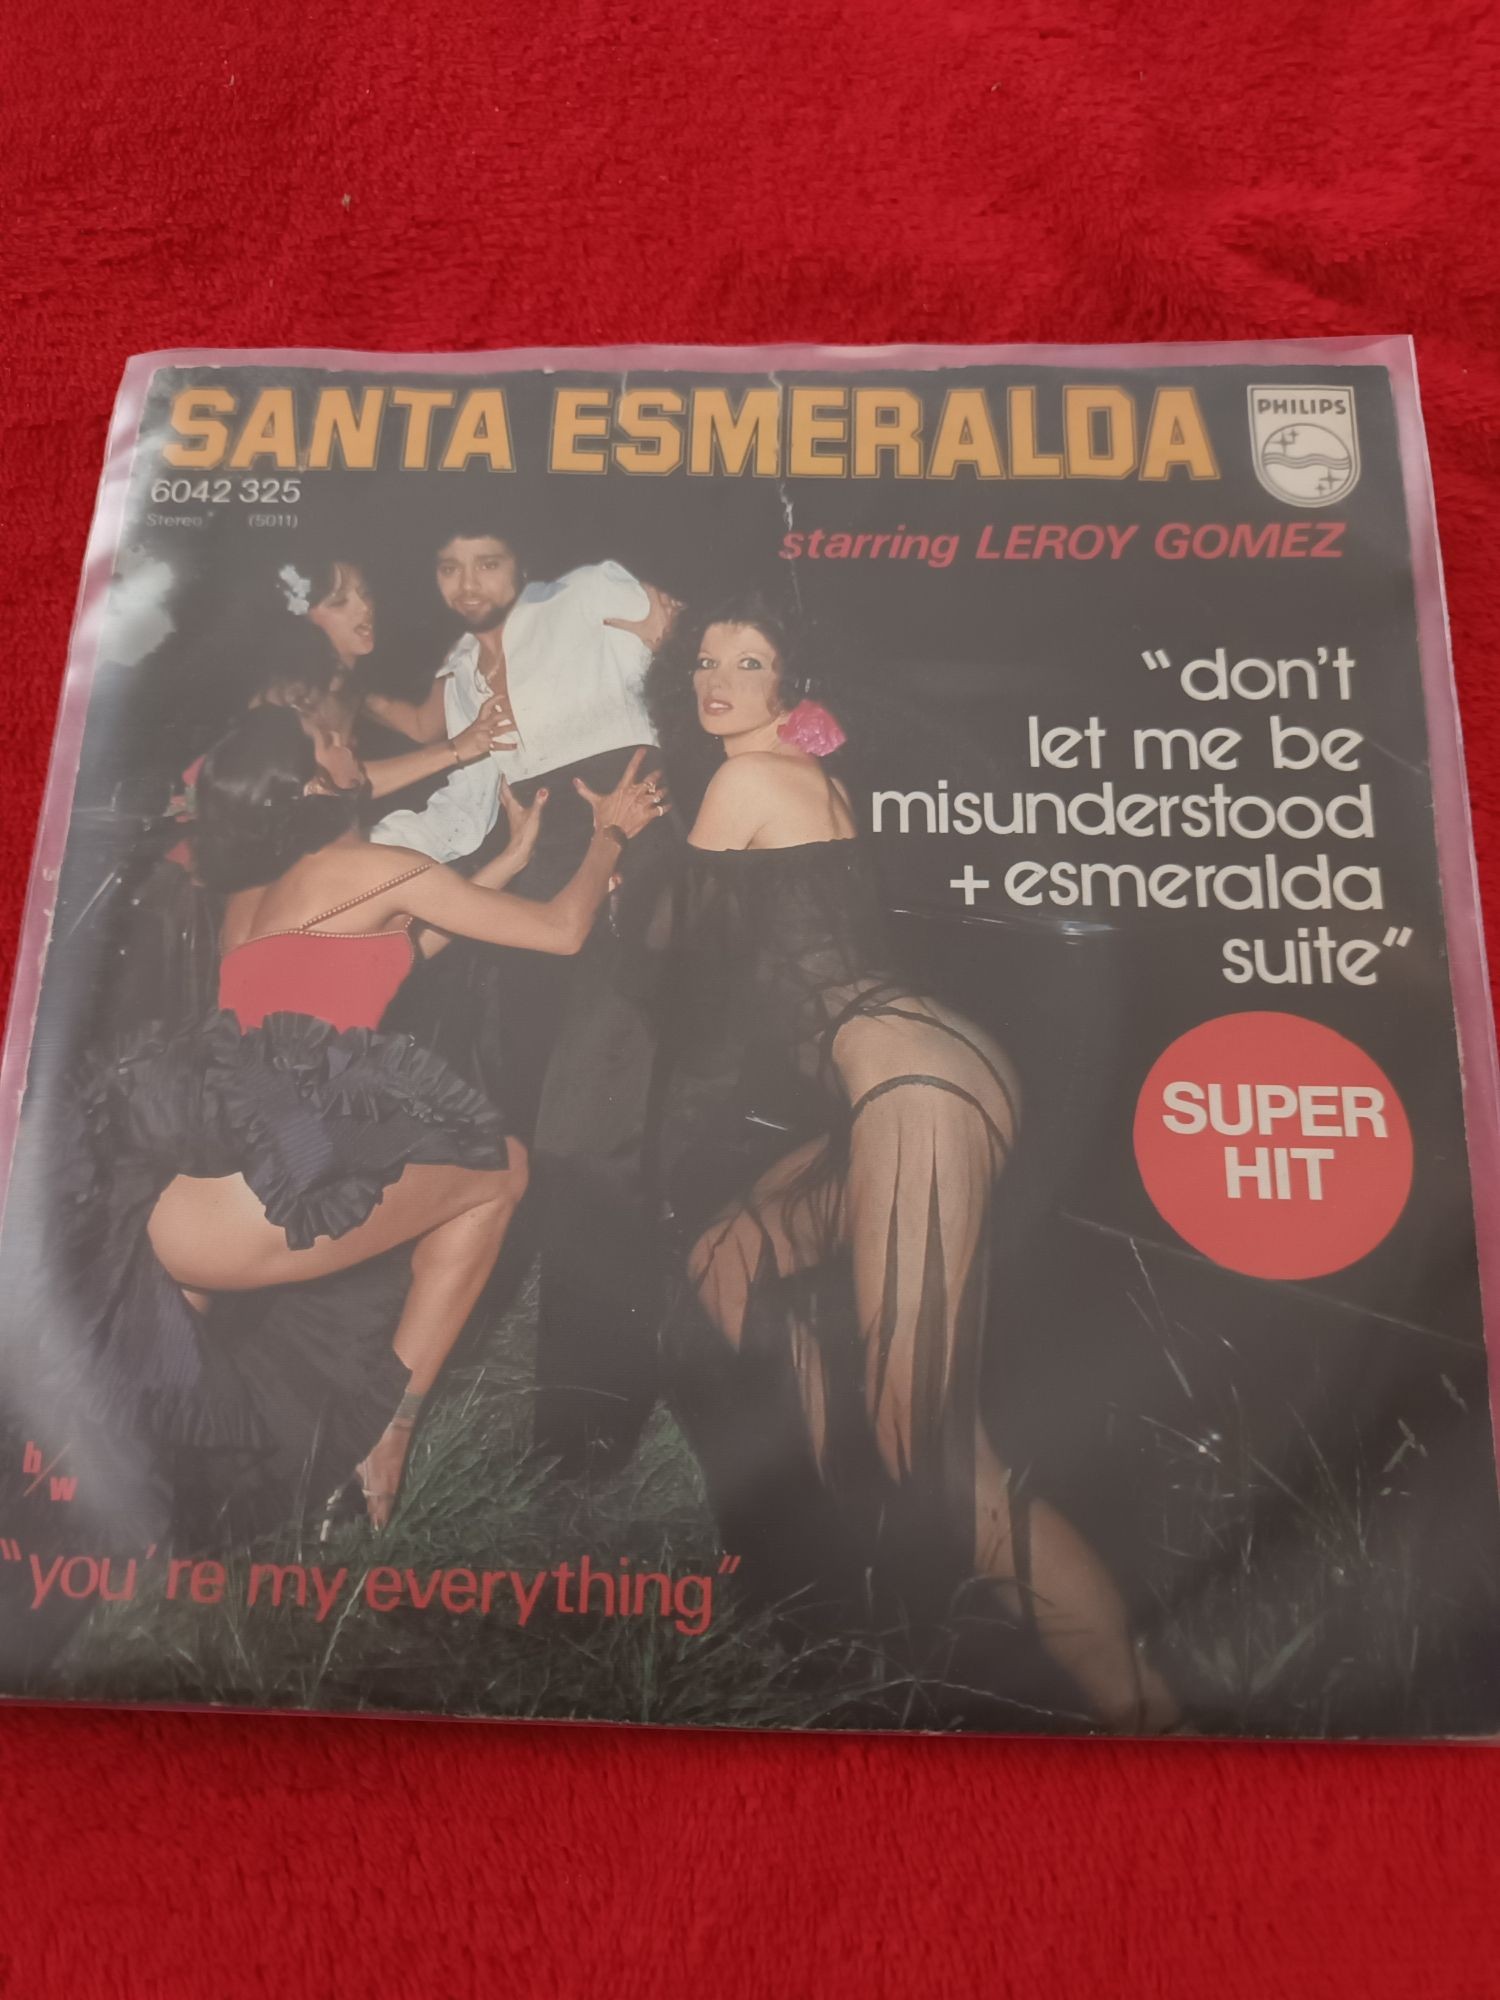 SANTA ESMERALDA
PHILIPS
6042 325
Stereo (5011)
starring LEROY GOMEZ
"don't
let me be
misunderstood
+ esmeralda
suite"
SUPER
HIT
b/w
"you're my everything"